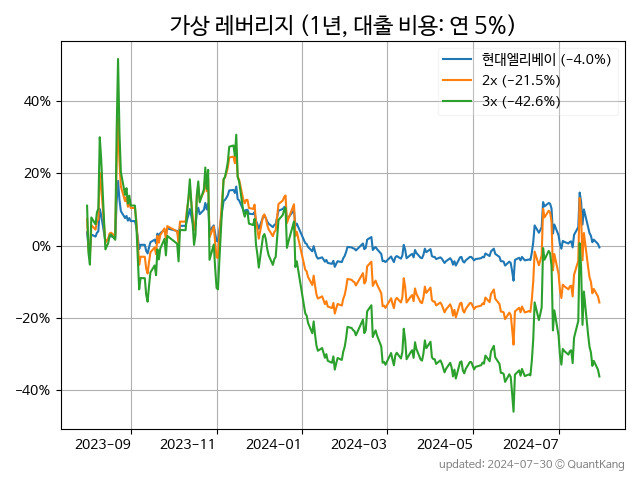 가상 레버리지 (1년, 대출 비용: 연 5%)
현대엘리베이 (−4.0%)
2x (−21.5%)
3x (−42.6%)
40%
20%
0%
−20%
−40%
2023-09 2023-11 2024-01 2024-03 2024-05 2024-07
updated: 2024-07-30 © QuantKang